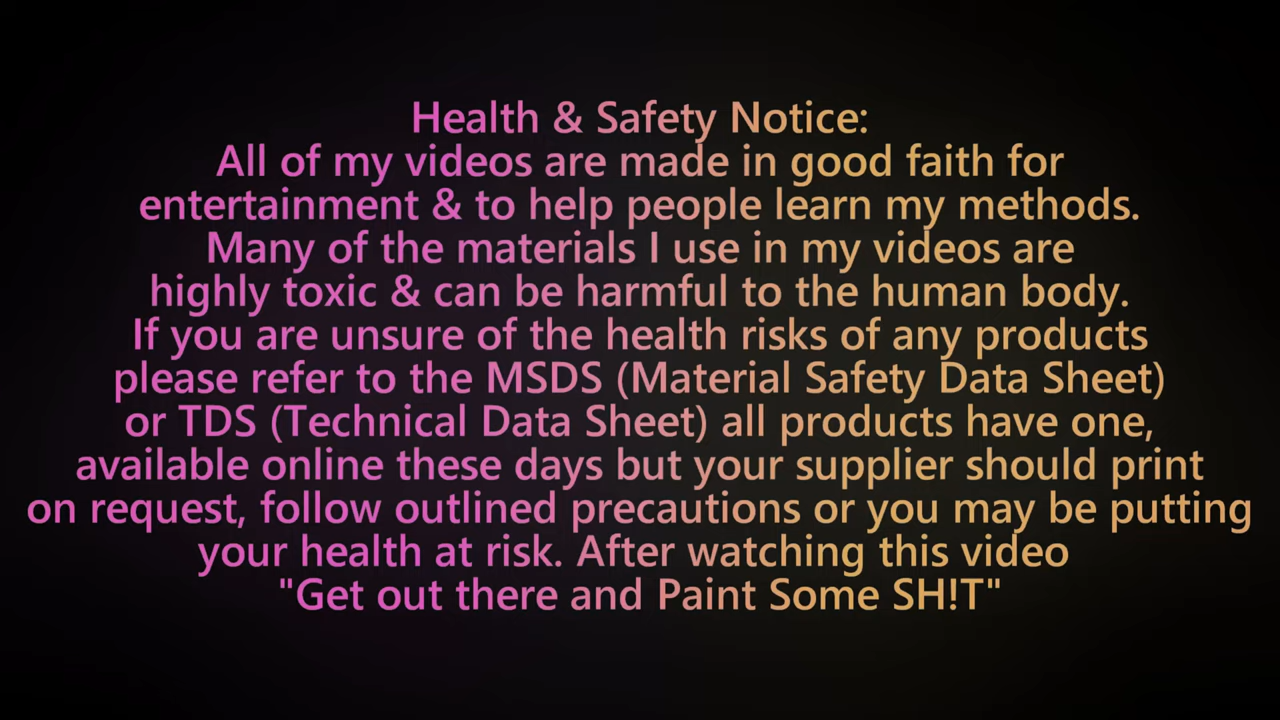 Health & Safety Notice:
All of my videos are made in good faith for
entertainment & to help people learn my methods.
Many of the materials I use in my videos are
highly toxic & can be harmful to the human body.
If you are unsure of the health risks of any products
please refer to the MSDS (Material Safety Data Sheet)
or TDS (Technical Data Sheet) all products have one,
available online these days but your supplier should print
on request, follow outlined precautions or you may be putting
your health at risk. After watching this video
"Get out there and Paint Some SH!T"